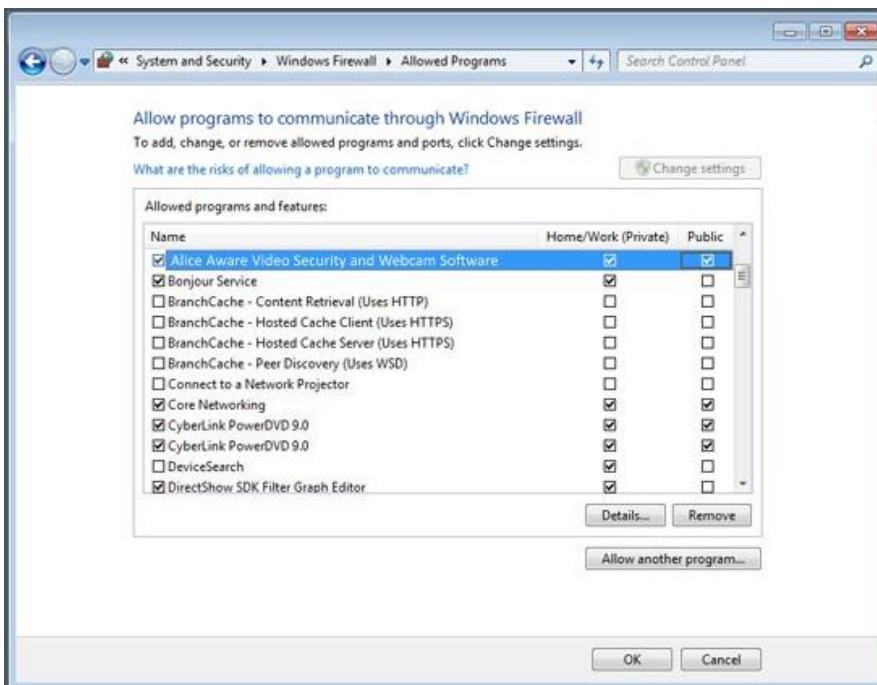 « System and Security ▸ Windows Firewall ▸ Allowed Programs
Search Control Panel
Allow programs to communicate through Windows Firewall
To add, change, or remove allowed programs and ports, click Change settings.
What are the risks of allowing a program to communicate?
Change settings
Allowed programs and features:
Name Home/Work (Private) Public
Alice Aware Video Security and Webcam Software
Bonjour Service
BranchCache - Content Retrieval (Uses HTTP)
BranchCache - Hosted Cache Client (Uses HTTPS)
BranchCache - Hosted Cache Server (Uses HTTPS)
BranchCache - Peer Discovery (Uses WSD)
Connect to a Network Projector
Core Networking
CyberLink PowerDVD 9.0
CyberLink PowerDVD 9.0
DeviceSearch
DirectShow SDK Filter Graph Editor
Details... Remove
Allow another program...
OK Cancel